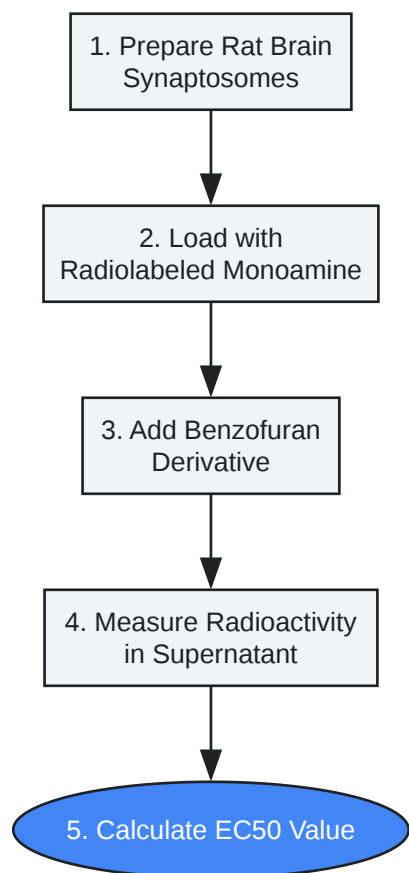 1. Prepare Rat Brain
Synaptosomes
2. Load with
Radiolabeled Monoamine
3. Add Benzofuran
Derivative
4. Measure Radioactivity
in Supernatant
5. Calculate EC50 Value